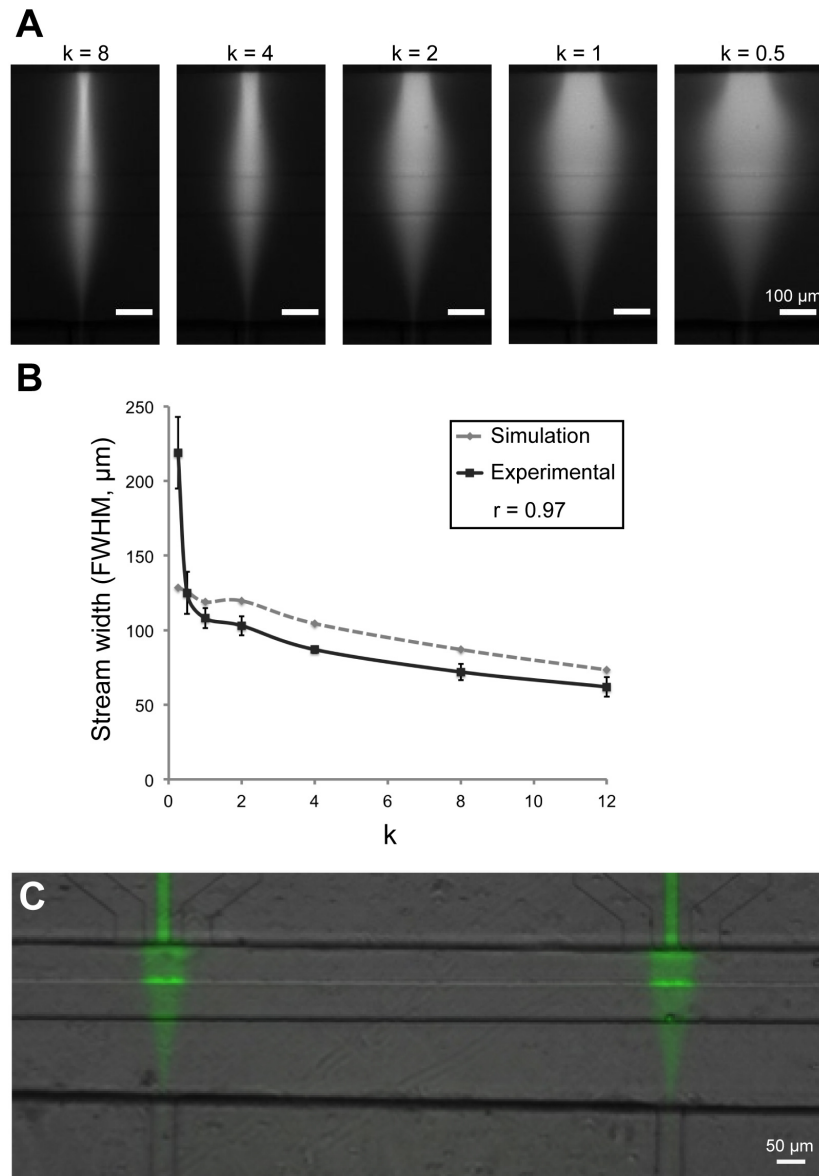 A
k = 8
k = 4
k = 2
k = 1
k = 0.5
100 µm
B
250
200
150
100
50
0
Stream width (FWHM, µm)
0
2
4
6
8
10
12
k
Simulation
Experimental
r = 0.97
C
50 µm